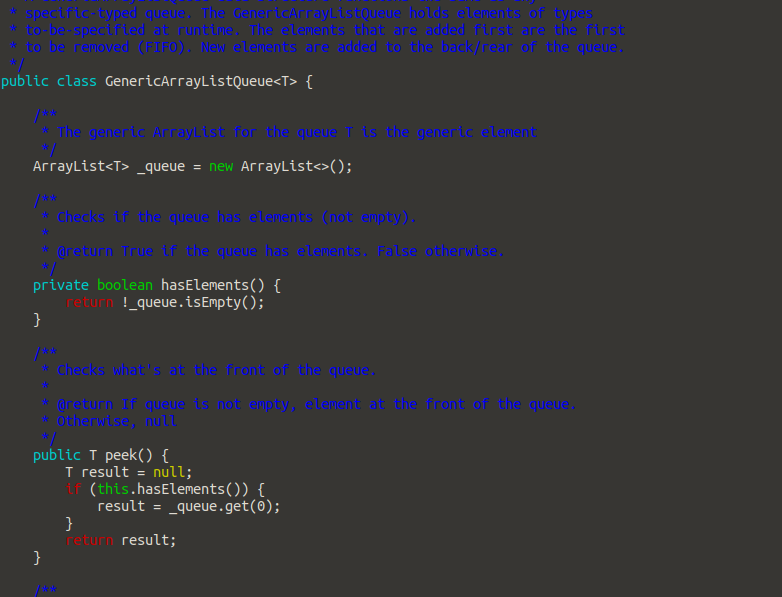 * specific-typed queue. The GenericArrayListQueue holds elements of types
 * to-be-specified at runtime. The elements that are added first are the first
 * to be removed (FIFO). New elements are added to the back/rear of the queue.
 */
public class GenericArrayListQueue<T> {
    /**
     * The generic ArrayList for the queue T is the generic element
     */
    ArrayList<T> _queue = new ArrayList<>();
    /**
     * Checks if the queue has elements (not empty).
     *
     * @return True if the queue has elements. False otherwise.
     */
    private boolean hasElements() {
        return !_queue.isEmpty();
    }
    /**
     * Checks what's at the front of the queue.
     *
     * @return If queue is not empty, element at the front of the queue.
     * Otherwise, null
     */
    public T peek() {
        T result = null;
        if (this.hasElements()) {
            result = _queue.get(0);
        }
        return result;
    }
    /**